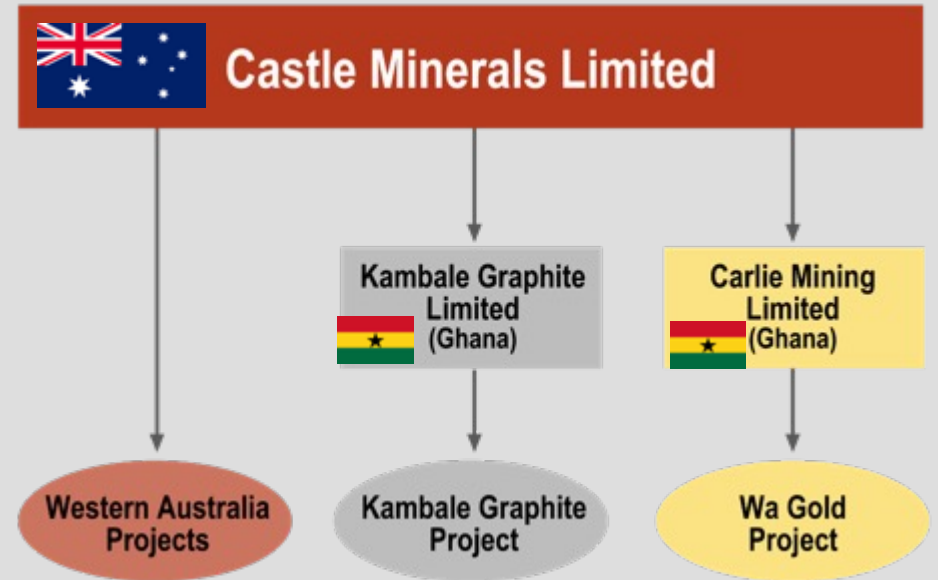 Castle Minerals Limited
Kambale Graphite
Limited
(Ghana)
Carlie Mining
Limited
(Ghana)
Western Australia
Projects
Kambale Graphite
Project
Wa Gold
Project